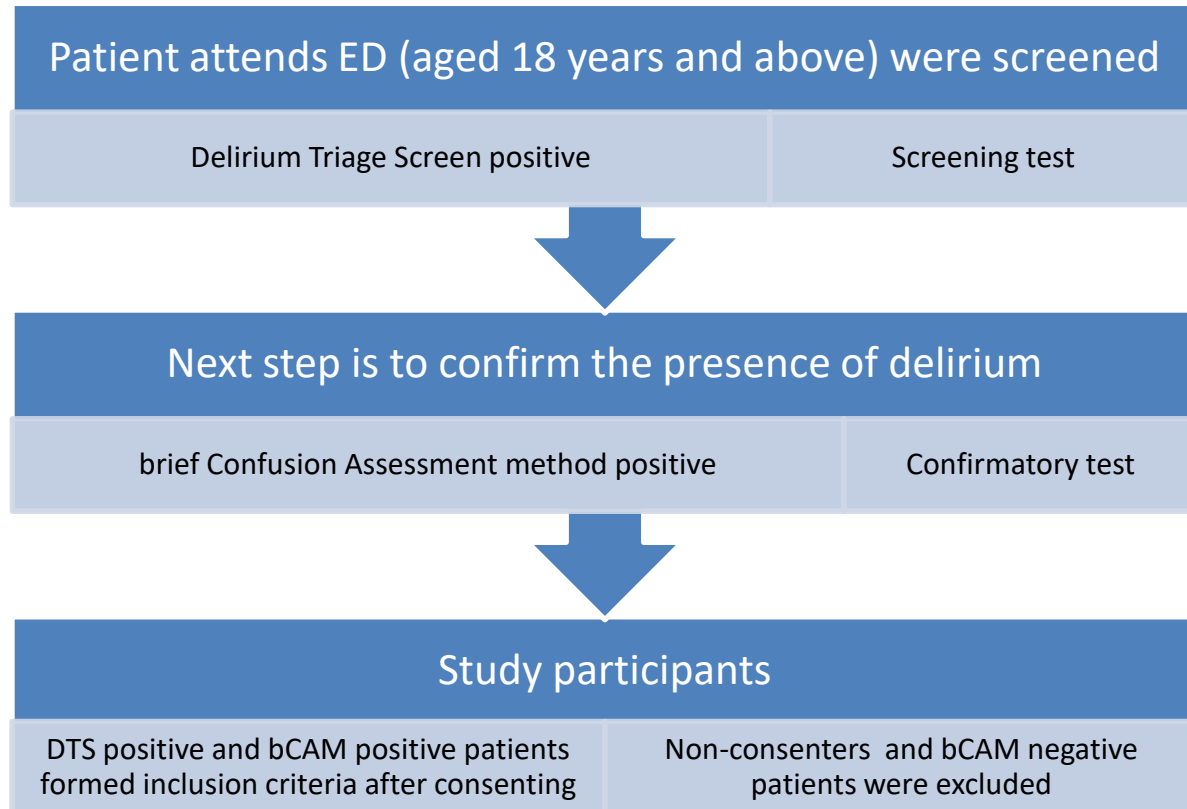 Patient attends ED (aged 18 years and above) were screened
Delirium Triage Screen positive
Screening test
Next step is to confirm the presence of delirium
brief Confusion Assessment method positive
Confirmatory test
Study participants
DTS positive and bCAM positive patients
formed inclusion criteria after consenting
Non-consenters and bCAM negative
patients were excluded